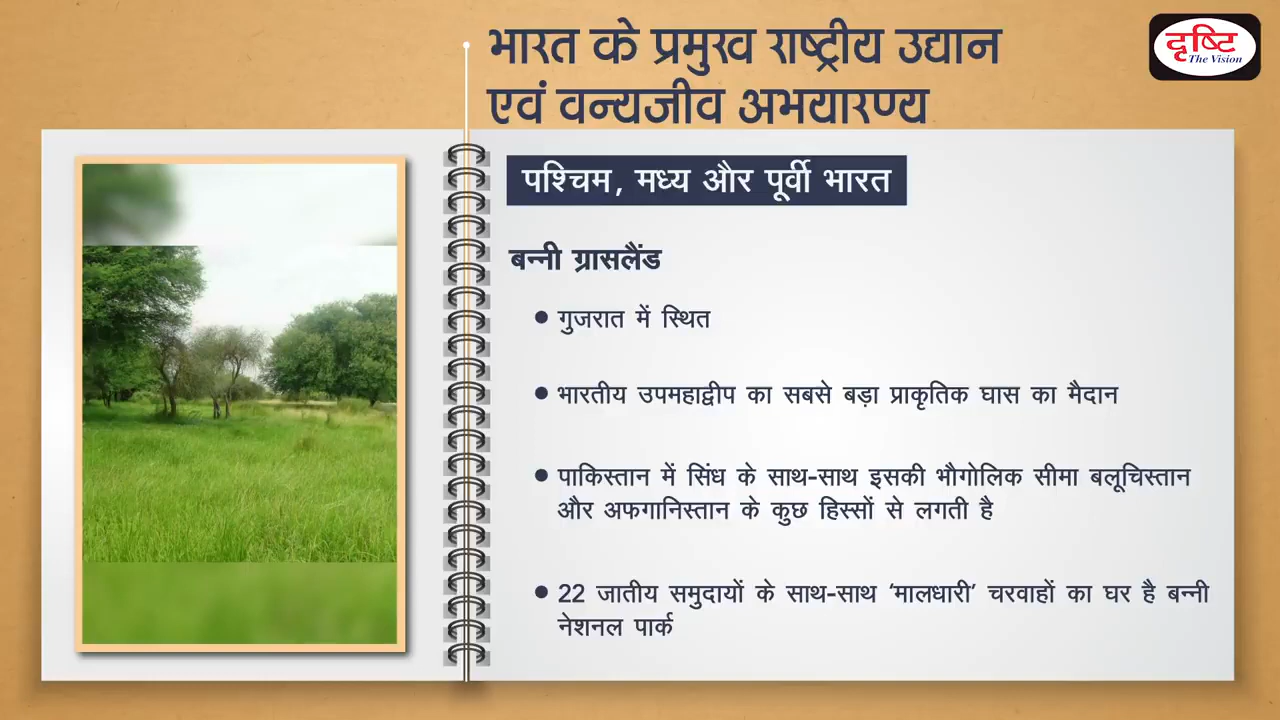 भारत के प्रमुख राष्ट्रीय उद्यान
एवं वन्यजीव अभयारण्य
दृष्टि
The Vision
पश्चिम, मध्य और पूर्वी भारत
बन्नी ग्रासलैंड
• गुजरात में स्थित
• भारतीय उपमहाद्वीप का सबसे बड़ा प्राकृतिक घास का मैदान
• पाकिस्तान में सिंध के साथ-साथ इसकी भौगोलिक सीमा बलूचिस्तान
और अफगानिस्तान के कुछ हिस्सों से लगती है
• 22 जातीय समुदायों के साथ-साथ 'मालधारी' चरवाहों का घर है बन्नी
नेशनल पार्क